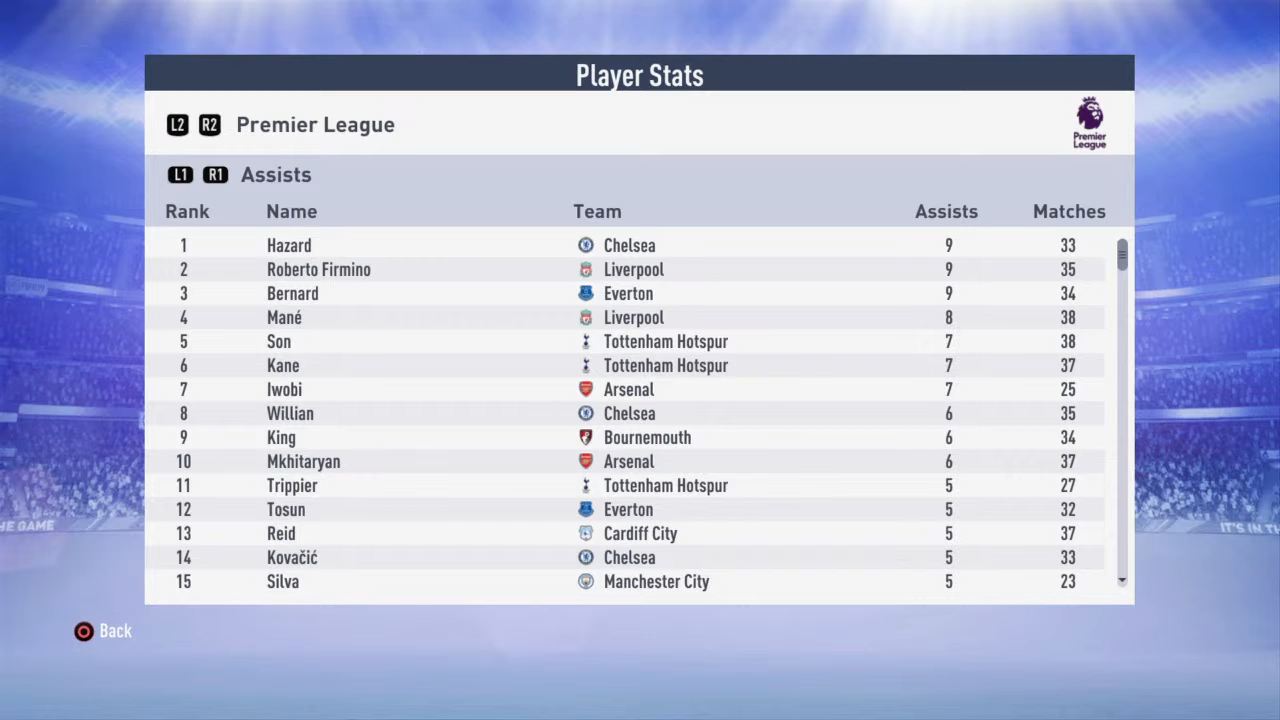 Player Stats
L2 R2 Premier League
Premier League
L1 R1 Assists
Rank Name Team Assists Matches
1 Hazard Chelsea 9 33
2 Roberto Firmino Liverpool 9 35
3 Bernard Everton 9 34
4 Mané Liverpool 8 38
5 Son Tottenham Hotspur 7 38
6 Kane Tottenham Hotspur 7 37
7 Iwobi Arsenal 7 25
8 Willian Chelsea 6 35
9 King Bournemouth 6 34
10 Mkhitaryan Arsenal 6 37
11 Trippier Tottenham Hotspur 5 27
12 Tosun Everton 5 32
13 Reid Cardiff City 5 37
14 Kovačić Chelsea 5 33
15 Silva Manchester City 5 23
HE GAME
IT'S IN T
Back